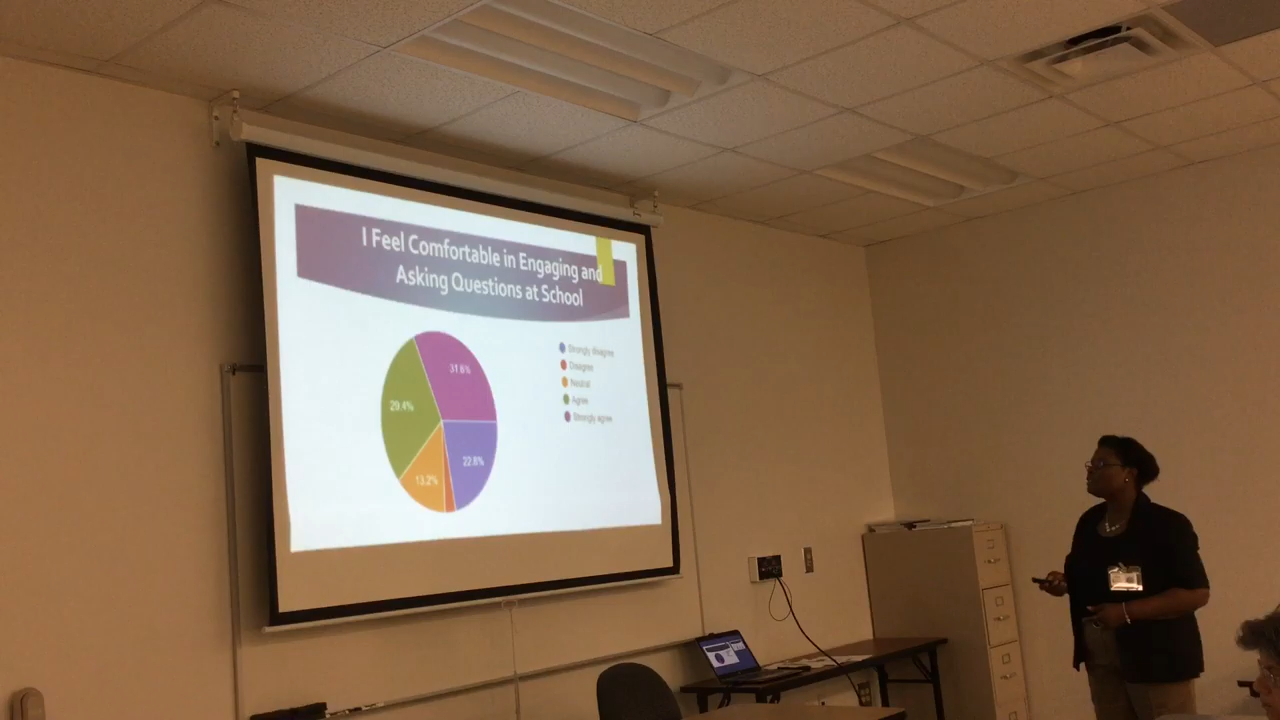 I Feel Comfortable in Engaging and
Asking Questions at School
31.6%
29.4%
22.8%
13.2%
Strongly disagree
Disagree
Neutral
Agree
Strongly agree